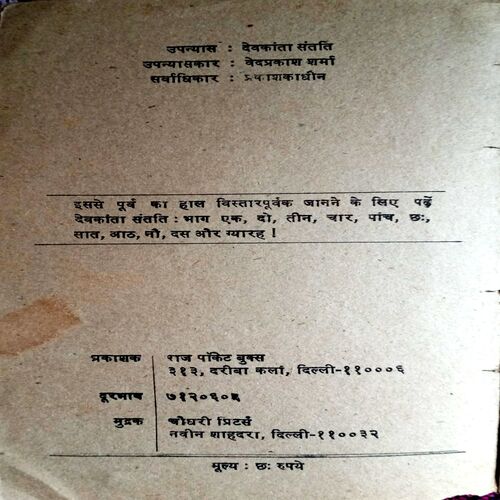 उपन्यास : देवकांता संतति
उपन्यासकार : वेदप्रकाश शर्मा
सर्वाधिकार : प्रकाशकाधीन
इससे पूर्व का हाल विस्तारपूर्वक जानने के लिए पढ़ें
देवकांता संतति : भाग एक, दो, तीन, चार, पांच, छः,
सात, आठ, नौ, दस और ग्यारह !
प्रकाशक राज पॉकेट बुक्स
३१३, दरीबा कलां, दिल्ली-११०००६
दूरभाष
मुद्रक चौधरी प्रिंटर्स
नवीन शाहदरा, दिल्ली-११००३२
मूल्य : छः रुपये